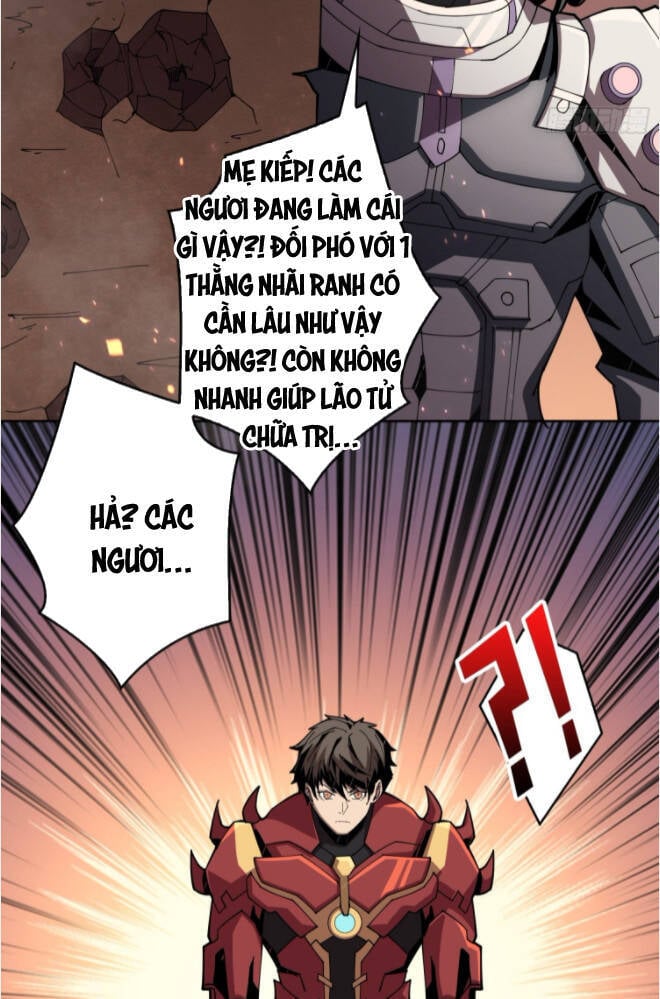 MẸ KIẾP! CÁC
NGƯƠI ĐANG LÀM CÁI
GÌ VẬY?! ĐỐI PHÓ VỚI 1
THẰNG NHÃI RANH CÓ
CẦN LÂU NHƯ VẬY
KHÔNG?! CÒN KHÔNG
NHANH GIÚP LÃO TỬ
CHỮA TRỊ...
HẢ? CÁC
NGƯƠI...
?!